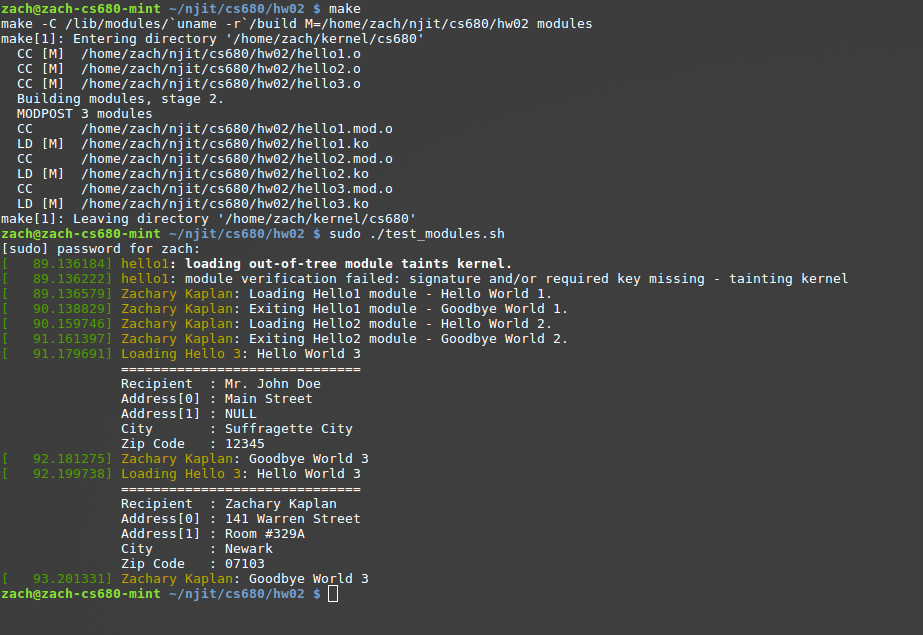 zach@zach-cs680-mint ~/njit/cs680/hw02 $ make
make -C /lib/modules/`uname -r`/build M=/home/zach/njit/cs680/hw02 modules
make[1]: Entering directory '/home/zach/kernel/cs680'
  CC [M]  /home/zach/njit/cs680/hw02/hello1.o
  CC [M]  /home/zach/njit/cs680/hw02/hello2.o
  CC [M]  /home/zach/njit/cs680/hw02/hello3.o
  Building modules, stage 2.
  MODPOST 3 modules
  CC      /home/zach/njit/cs680/hw02/hello1.mod.o
  LD [M]  /home/zach/njit/cs680/hw02/hello1.ko
  CC      /home/zach/njit/cs680/hw02/hello2.mod.o
  LD [M]  /home/zach/njit/cs680/hw02/hello2.ko
  CC      /home/zach/njit/cs680/hw02/hello3.mod.o
  LD [M]  /home/zach/njit/cs680/hw02/hello3.ko
make[1]: Leaving directory '/home/zach/kernel/cs680'
zach@zach-cs680-mint ~/njit/cs680/hw02 $ sudo ./test_modules.sh
[sudo] password for zach:
[   89.136184] hello1: loading out-of-tree module taints kernel.
[   89.136222] hello1: module verification failed: signature and/or required key missing - tainting kernel
[   89.136579] Zachary Kaplan: Loading Hello1 module - Hello World 1.
[   90.138829] Zachary Kaplan: Exiting Hello1 module - Goodbye World 1.
[   90.159746] Zachary Kaplan: Loading Hello2 module - Hello World 2.
[   91.161397] Zachary Kaplan: Exiting Hello2 module - Goodbye World 2.
[   91.179691] Loading Hello 3: Hello World 3
               ==============================
               Recipient  : Mr. John Doe
               Address[0] : Main Street
               Address[1] : NULL
               City       : Suffragette City
               Zip Code   : 12345
[   92.181275] Zachary Kaplan: Goodbye World 3
[   92.199738] Loading Hello 3: Hello World 3
               ==============================
               Recipient  : Zachary Kaplan
               Address[0] : 141 Warren Street
               Address[1] : Room #329A
               City       : Newark
               Zip Code   : 07103
[   93.201331] Zachary Kaplan: Goodbye World 3
zach@zach-cs680-mint ~/njit/cs680/hw02 $